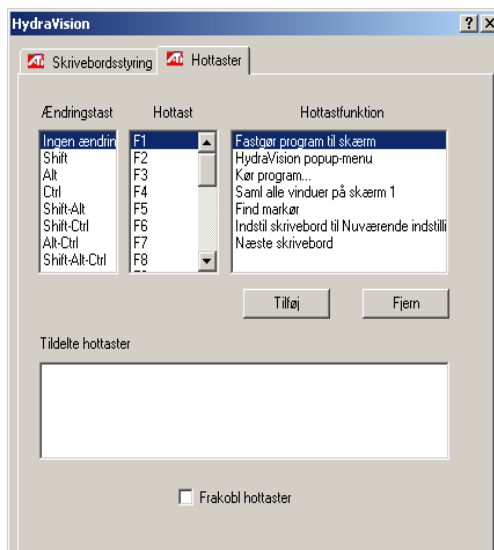 HydraVision
Skrivebordsstyring
Hottaster
Ændringstast
Hottast
Hottastfunktion
Ingen ændrin
Shift
Alt
Ctrl
Shift-Alt
Shift-Ctrl
Alt-Ctrl
Shift-Alt-Ctrl
F1
F2
F3
F4
F5
F6
F7
F8
Fastgør program til skærm
HydraVision popup-menu
Kør program...
Saml alle vinduer på skærm 1
Find markør
Indstil skrivebord til Nuværende indstilli
Næste skrivebord
Tilføj
Fjern
Tildelte hottaster
Frakobl hottaster